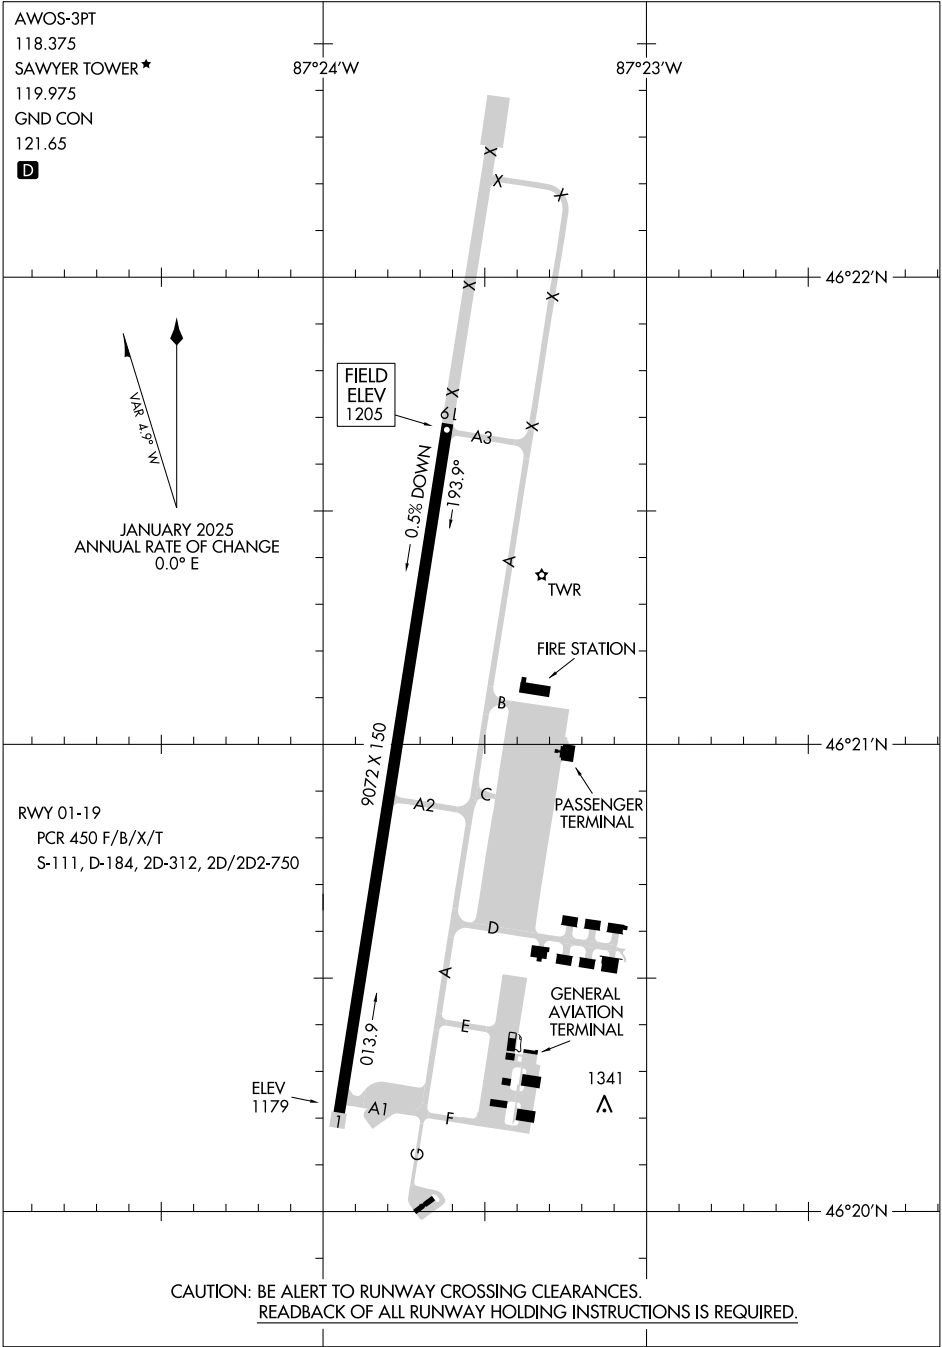 AWOS-3PT
118.375
SAWYER TOWER★
119.975
GND CON
121.65
D
87°24'W
87°23'W
X
X
X
X
X
46°22'N
VAR 4.9° W
JANUARY 2025
ANNUAL RATE OF CHANGE
0.0° E
FIELD
ELEV
1205
X
19
A3
X
0.5% DOWN
193.9°
A
TWR
FIRE STATION
B
9072 X 150
46°21'N
PASSENGER
TERMINAL
C
A2
RWY 01-19
PCR 450 F/B/X/T
S-111, D-184, 2D-312, 2D/2D2-750
D
A
E
GENERAL
AVIATION
TERMINAL
013.9
1341
ELEV
1179
A1
F
1
G
46°20'N
CAUTION: BE ALERT TO RUNWAY CROSSING CLEARANCES.
READBACK OF ALL RUNWAY HOLDING INSTRUCTIONS IS REQUIRED.